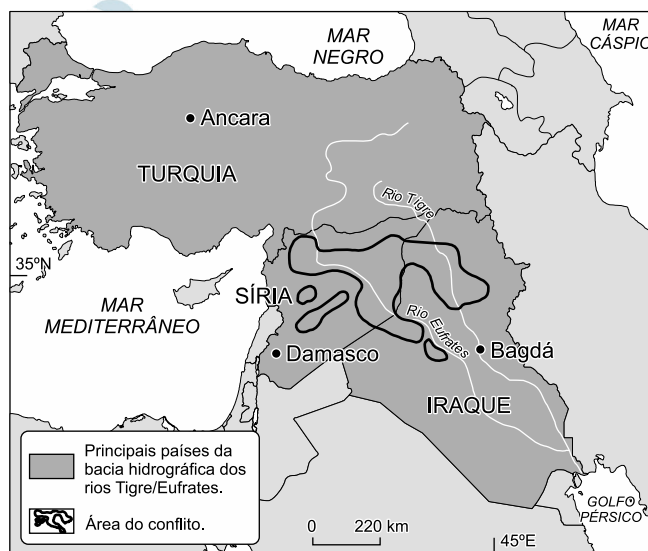 MAR
NEGRO
MAR
CÁSPIO
Ancara
TURQUIA
Rio Tigre
35ºN
SÍRIA
MAR
MEDITERRÂNEO
Rio Eufrates
Damasco
Bagdá
IRAQUE
Principais países da
bacia hidrográfica dos
rios Tigre/Eufrates.
Área do conflito.
0 220 km
45ºE
GOLFO
PÉRSICO